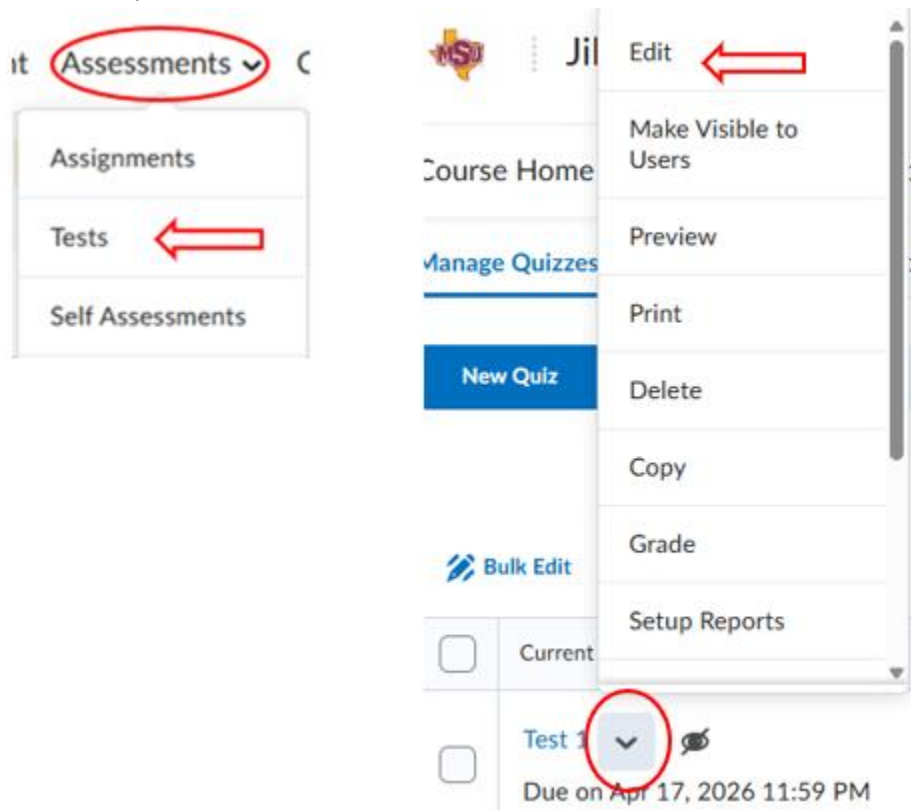 Assessments
Assignments
Tests
Self Assessments
MSU
Edit
Make Visible to
Users
Course Home
Manage Quizzes
Preview
Print
New Quiz
Delete
Copy
Grade
Bulk Edit
Setup Reports
Current
Test 1
Due on Apr 17, 2026 11:59 PM